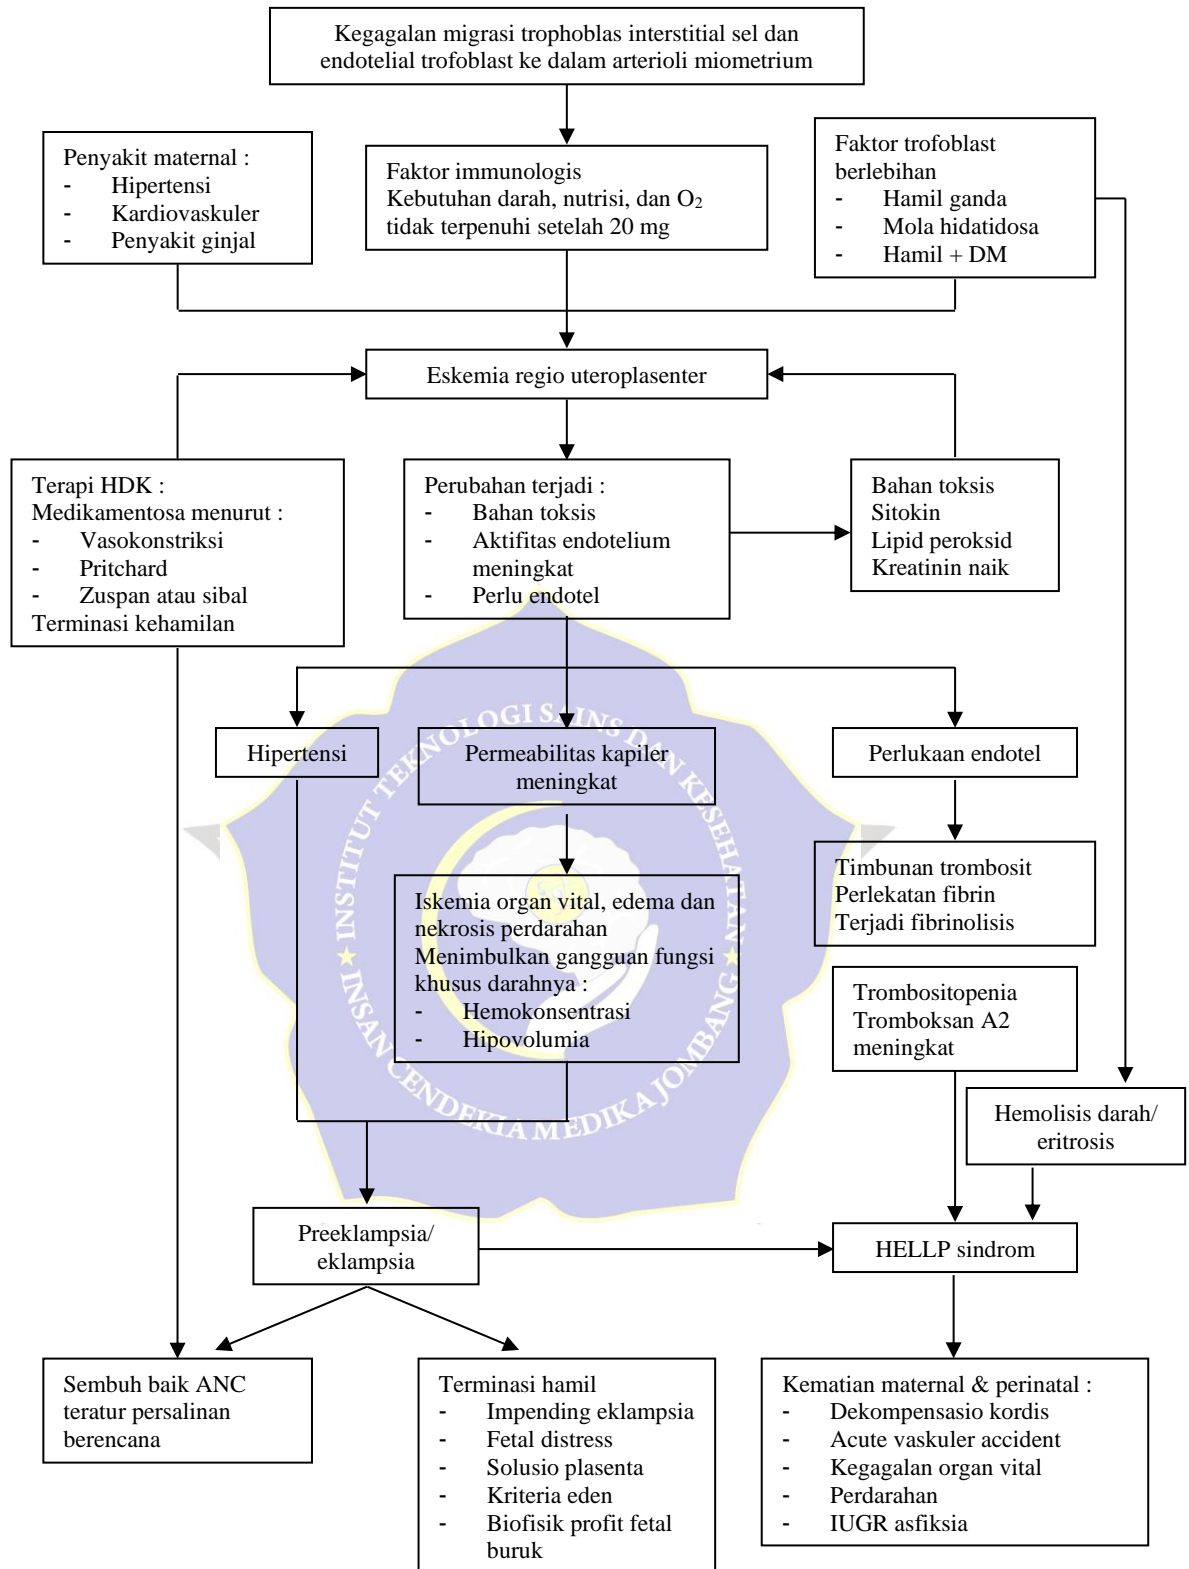 Kegagalan migrasi trophoblas interstitial sel dan
endotelial trofoblast ke dalam arterioli miometrium
Penyakit maternal :
- Hipertensi
- Kardiovaskuler
- Penyakit ginjal
Faktor immunologis
Kebutuhan darah, nutrisi, dan O₂
tidak terpenuhi setelah 20 mg
Faktor trofoblast
berlebihan
- Hamil ganda
- Mola hidatidosa
- Hamil + DM
Eskemia regio uteroplasenter
Terapi HDK :
Medikamentosa menurut :
- Vasokonstriksi
- Pritchard
- Zuspan atau sibal
Terminasi kehamilan
Perubahan terjadi :
- Bahan toksis
- Aktifitas endotelium
meningkat
- Perlu endotel
Bahan toksis
Sitokin
Lipid peroksid
Kreatinin naik
Hipertensi
Permeabilitas kapiler
meningkat
Perlukaan endotel
Timbunan trombosit
Perlekatan fibrin
Terjadi fibrinolisis
Iskemia organ vital, edema dan
nekrosis perdarahan
Menimbulkan gangguan fungsi
khusus darahnya :
- Hemokonsentrasi
- Hipovolumia
Trombositopenia
Tromboksan A2
meningkat
Hemolisis darah/
eritrosis
Preeklampsia/
eklampsia
HELLP sindrom
Sembuh baik ANC
teratur persalinan
berencana
Terminasi hamil
- Impending eklampsia
- Fetal distress
- Solusio plasenta
- Kriteria eden
- Biofisik profit fetal
buruk
Kematian maternal & perinatal :
- Dekompensasio kordis
- Acute vaskuler accident
- Kegagalan organ vital
- Perdarahan
- IUGR asfiksia
INSTITUT TEKNOLOGI SAINS DAN KESEHATAN
INSAN CENDEKIA MEDIKA JOMBANG